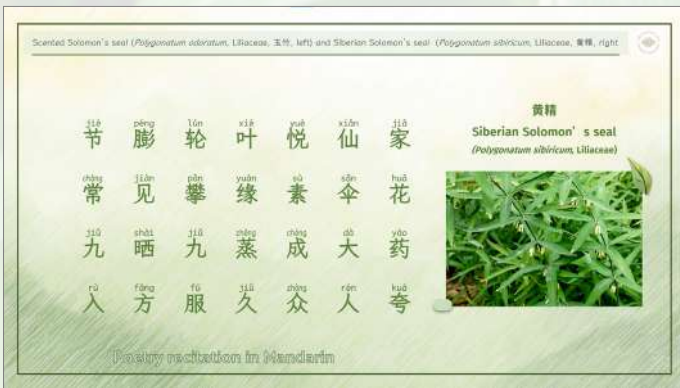 Scented Solomon's seal (Polygonatum odoratum, Liliaceae, 玉竹, left) and Siberian Solomon's seal (Polygonatum sibiricum, Liliaceae, 黄精, right
黄精
Siberian Solomon's seal
(Polygonatum sibiricum, Liliaceae)
jié péng lún xiè yuè xiān jiā
节 膨 轮 叶 悦 仙 家
cháng jiàn pān yuán sù sǎn huā
常 见 攀 缘 素 伞 花
jiǔ shài jiǔ zhēng chéng dà yào
九 晒 九 蒸 成 大 药
rù fāng fú jiǔ zhòng rén kuā
入 方 服 久 众 人 夸
Poetry recitation in Mandarin